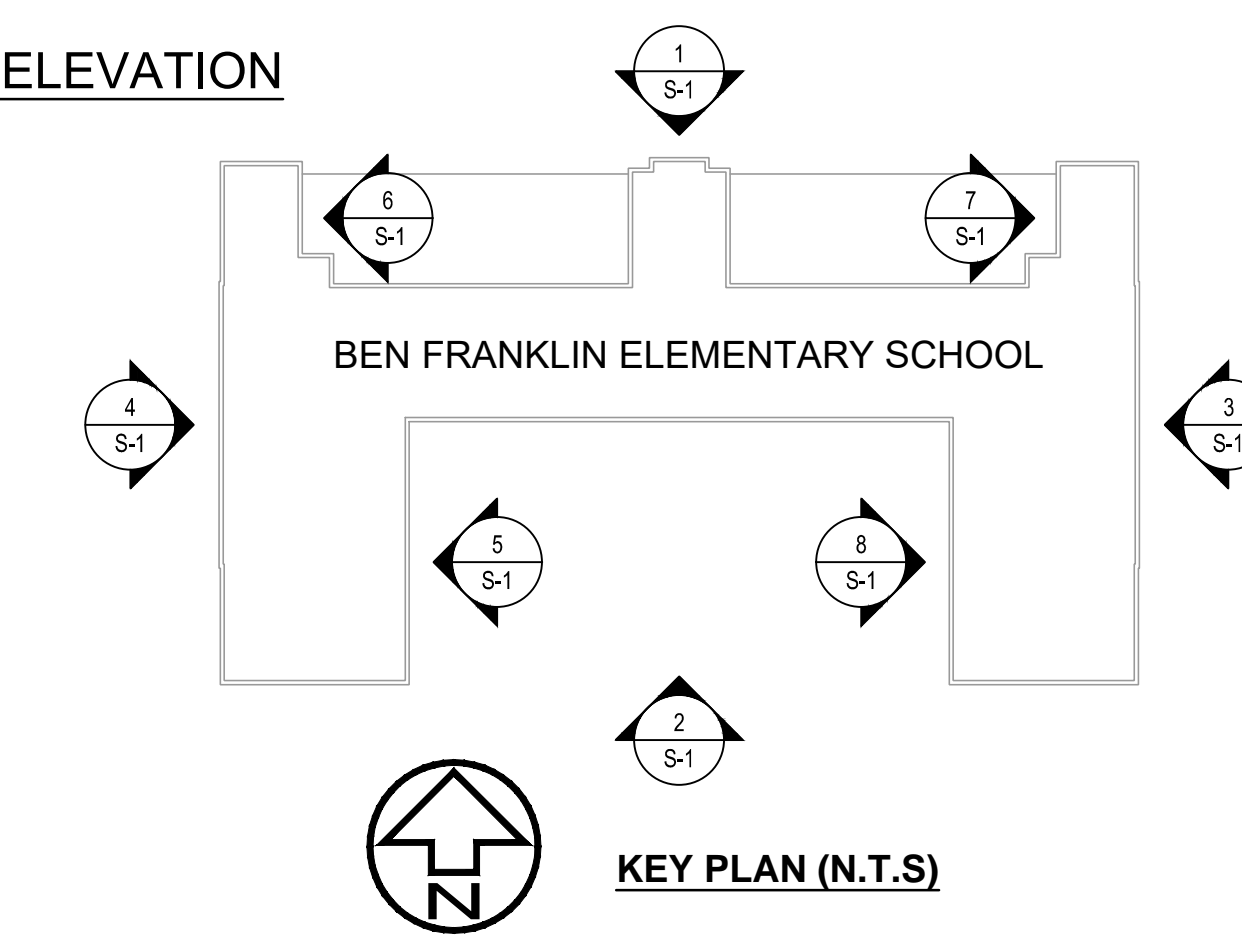 ELEVATION
1
S-1
6
S-1
7
S-1
BEN FRANKLIN ELEMENTARY SCHOOL
4
S-1
3
S-1
5
S-1
8
S-1
2
S-1
N
KEY PLAN (N.T.S)